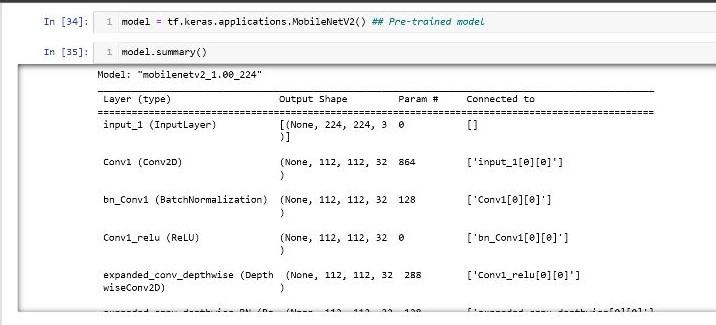 In [34]: 1 model = tf.keras.applications.MobileNetV2() ## Pre-trained model
In [35]: 1 model.summary()
Model: "mobilenetv2_1.00_224"
Layer (type) Output Shape Param # Connected to
input_1 (InputLayer) [(None, 224, 224, 3 0 []
)]
Conv1 (Conv2D) (None, 112, 112, 32 864 ['input_1[0][0]']
)
bn_Conv1 (BatchNormalization) (None, 112, 112, 32 128 ['Conv1[0][0]']
)
Conv1_relu (ReLU) (None, 112, 112, 32 0 ['bn_Conv1[0][0]']
)
expanded_conv_depthwise (Depth (None, 112, 112, 32 288 ['Conv1_relu[0][0]']
wiseConv2D) )